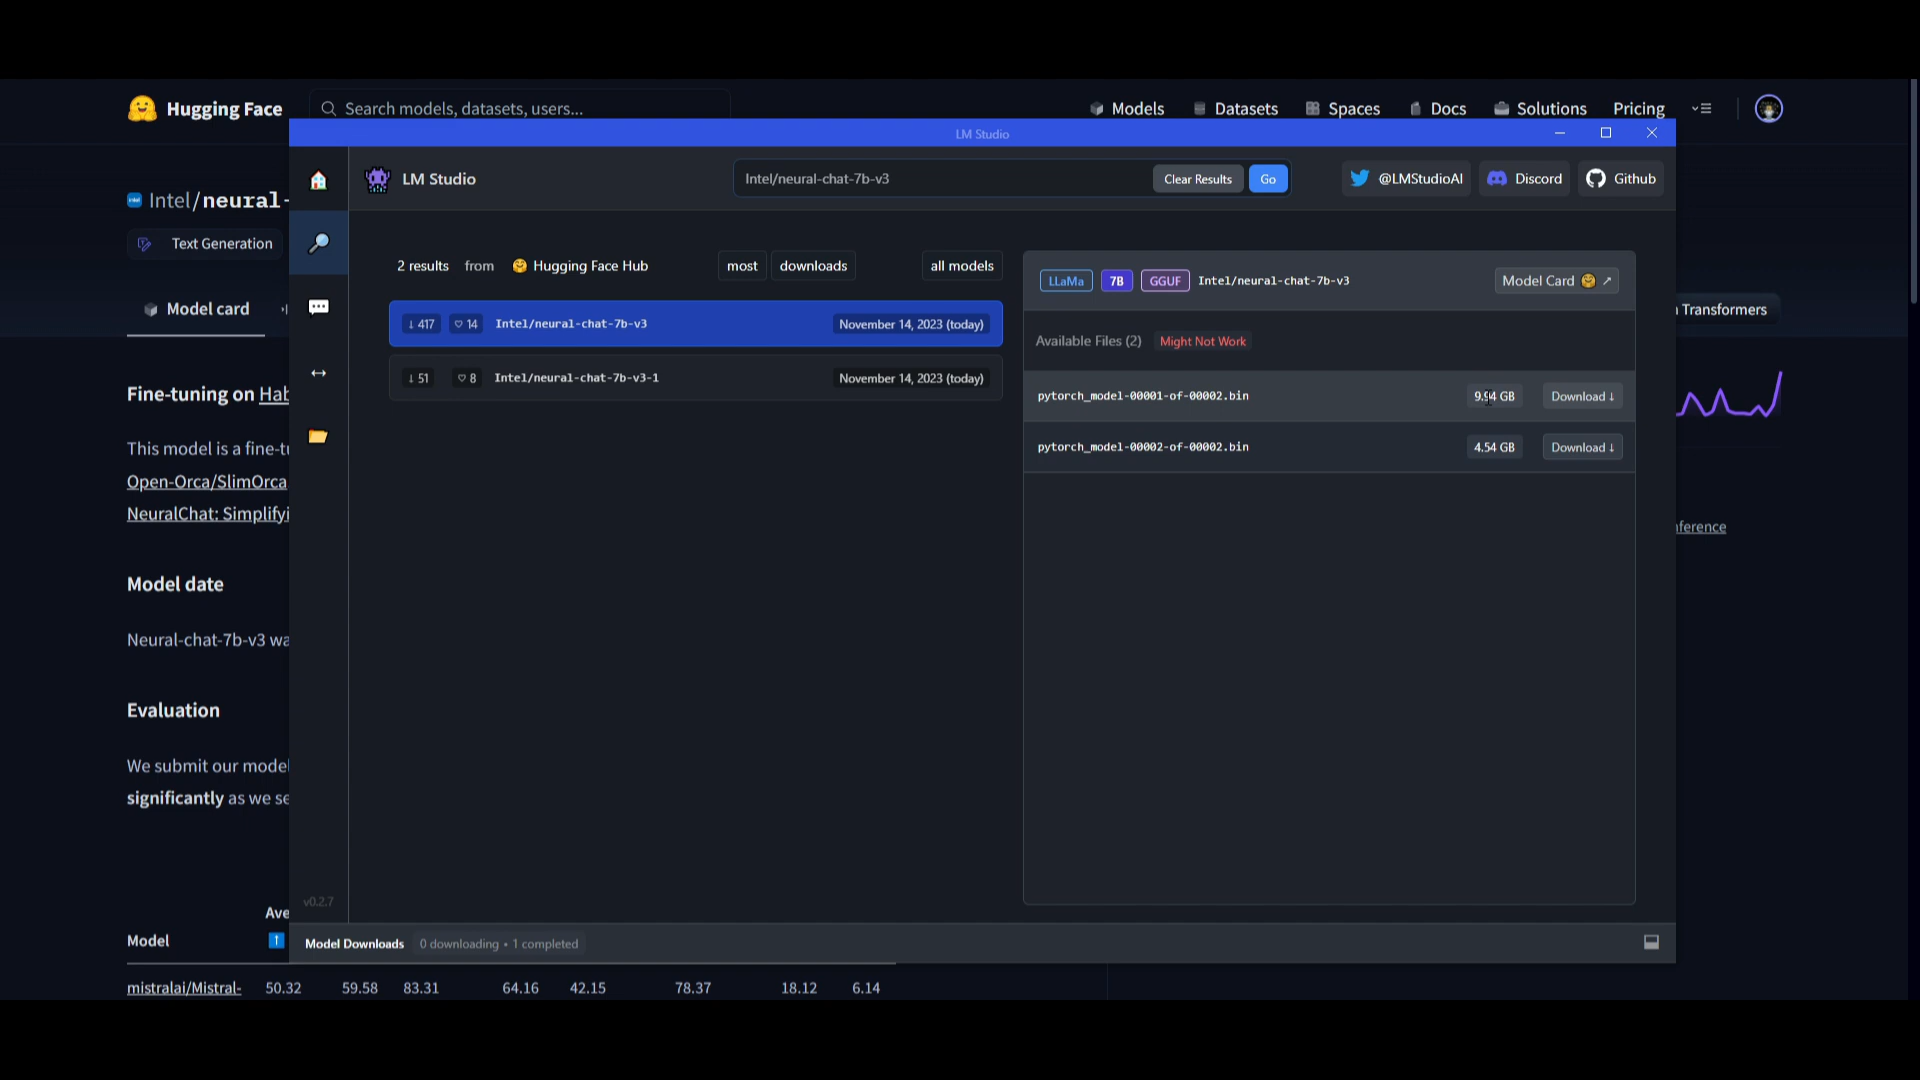 Hugging Face
Search models, datasets, users...
Models
Datasets
Spaces
Docs
Solutions
Pricing
LM Studio
LM Studio
Intel/neural-chat-7b-v3
Clear Results
Go
@LMStudioAI
Discord
Github
Intel/neural-
Text Generation
Model card
Transformers
2 results from Hugging Face Hub
most
downloads
all models
↓ 417 ♡ 14 Intel/neural-chat-7b-v3 November 14, 2023 (today)
↓ 51 ♡ 8 Intel/neural-chat-7b-v3-1 November 14, 2023 (today)
LLaMa 7B GGUF Intel/neural-chat-7b-v3 Model Card ↗
Available Files (2) Might Not Work
pytorch_model-00001-of-00002.bin 9.94 GB Download ↓
pytorch_model-00002-of-00002.bin 4.54 GB Download ↓
Fine-tuning on Hab
This model is a fine-tu
Open-Orca/SlimOrca
NeuralChat: Simplifyi
ference
Model date
Neural-chat-7b-v3 wa
Evaluation
We submit our model
significantly as we se
v0.2.7
Model Downloads 0 downloading • 1 completed
Ave
Model
mistralai/Mistral- 50.32 59.58 83.31 64.16 42.15 78.37 18.12 6.14